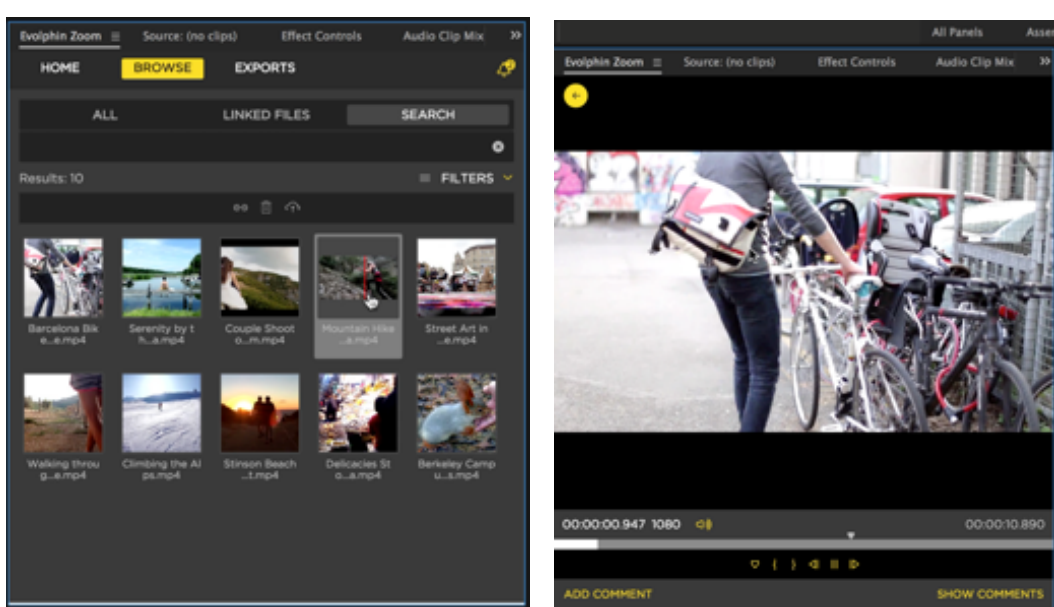 Evolphin Zoom Source: (no clips) Effect Controls Audio Clip Mix
HOME BROWSE EXPORTS
ALL LINKED FILES SEARCH
Results: 10 FILTERS
Barcelona Bik
e...e.mp4
Serenity by t
h...a.mp4
Couple Shoot
o...m.mp4
Mountain Hike
...a.mp4
Street Art in
...e.mp4
Walking throu
g...e.mp4
Climbing the Al
ps.mp4
Stinson Beach
...t.mp4
Delicacies St
o...a.mp4
Berkeley Camp
u...s.mp4
All Panels Asse
Evolphin Zoom Source: (no clips) Effect Controls Audio Clip Mix
00:00:00.947 1080 00:00:10.890
ADD COMMENT SHOW COMMENTS